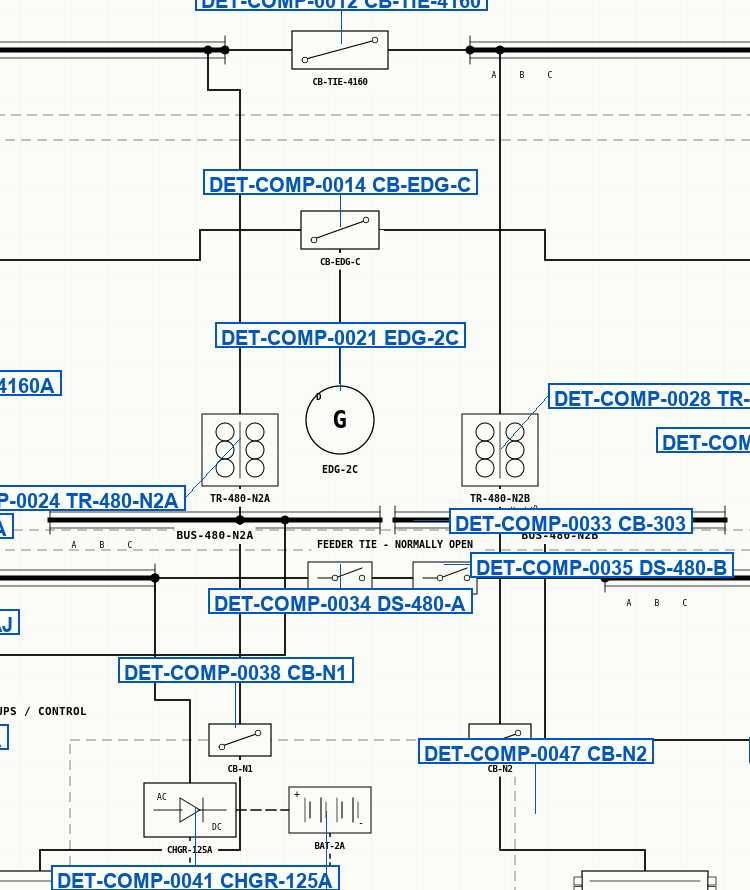 DET-COMP-0012 CB-TIE-4160
CB-TIE-4160
A B C
DET-COMP-0014 CB-EDG-C
CB-EDG-C
DET-COMP-0021 EDG-2C
4160A
DET-COMP-0028 TR-
D
G
DET-COM
EDG-2C
P-0024 TR-480-N2A
TR-480-N2A
TR-480-N2B
A
DET-COMP-0033 CB-303
BUS-480-N2A
BUS-480-N2B
A B C
FEEDER TIE - NORMALLY OPEN
DET-COMP-0035 DS-480-B
DET-COMP-0034 DS-480-A
A B C
AJ
DET-COMP-0038 CB-N1
UPS / CONTROL
DET-COMP-0047 CB-N2
CB-N1
CB-N2
AC
DC
+
-
CHGR-125A
BAT-2A
DET-COMP-0041 CHGR-125A